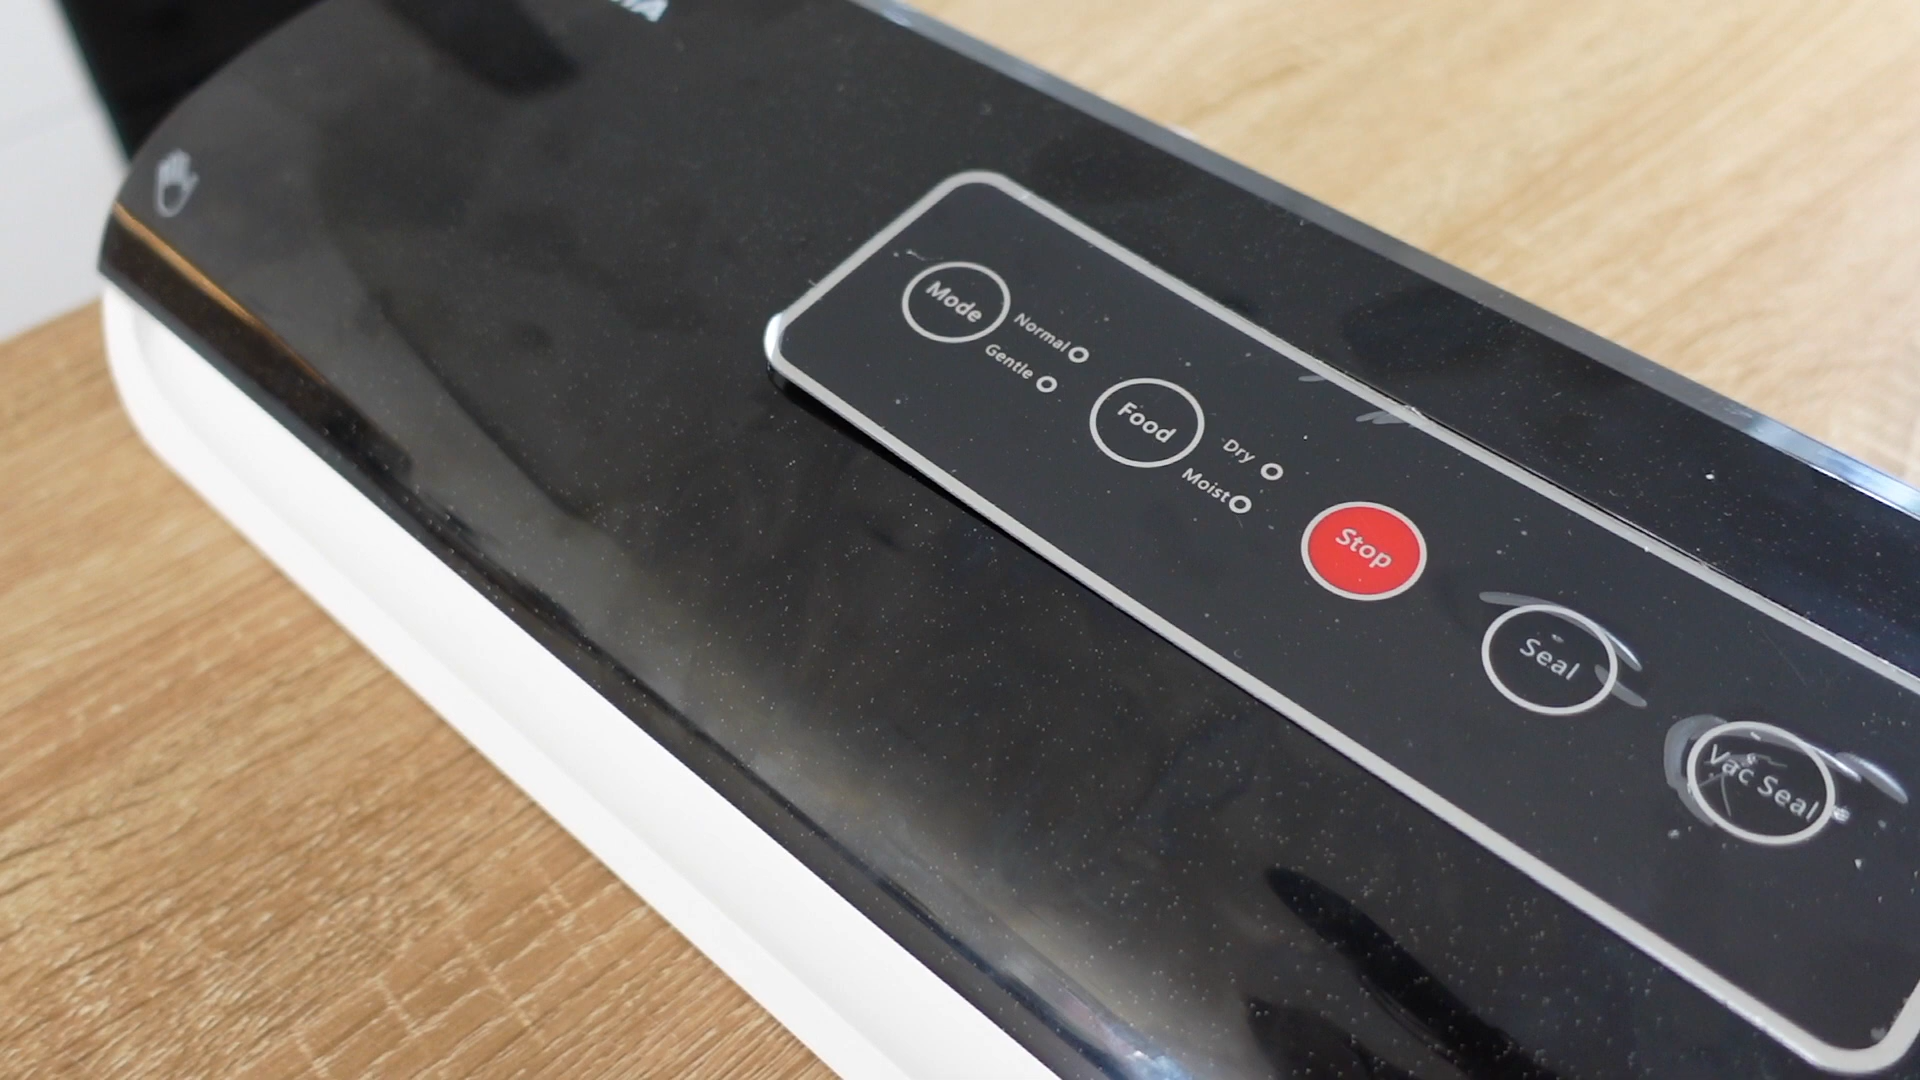 Mode
Normal
Gentle
Food
Dry
Moist
Stop
Seal
Vac Seal